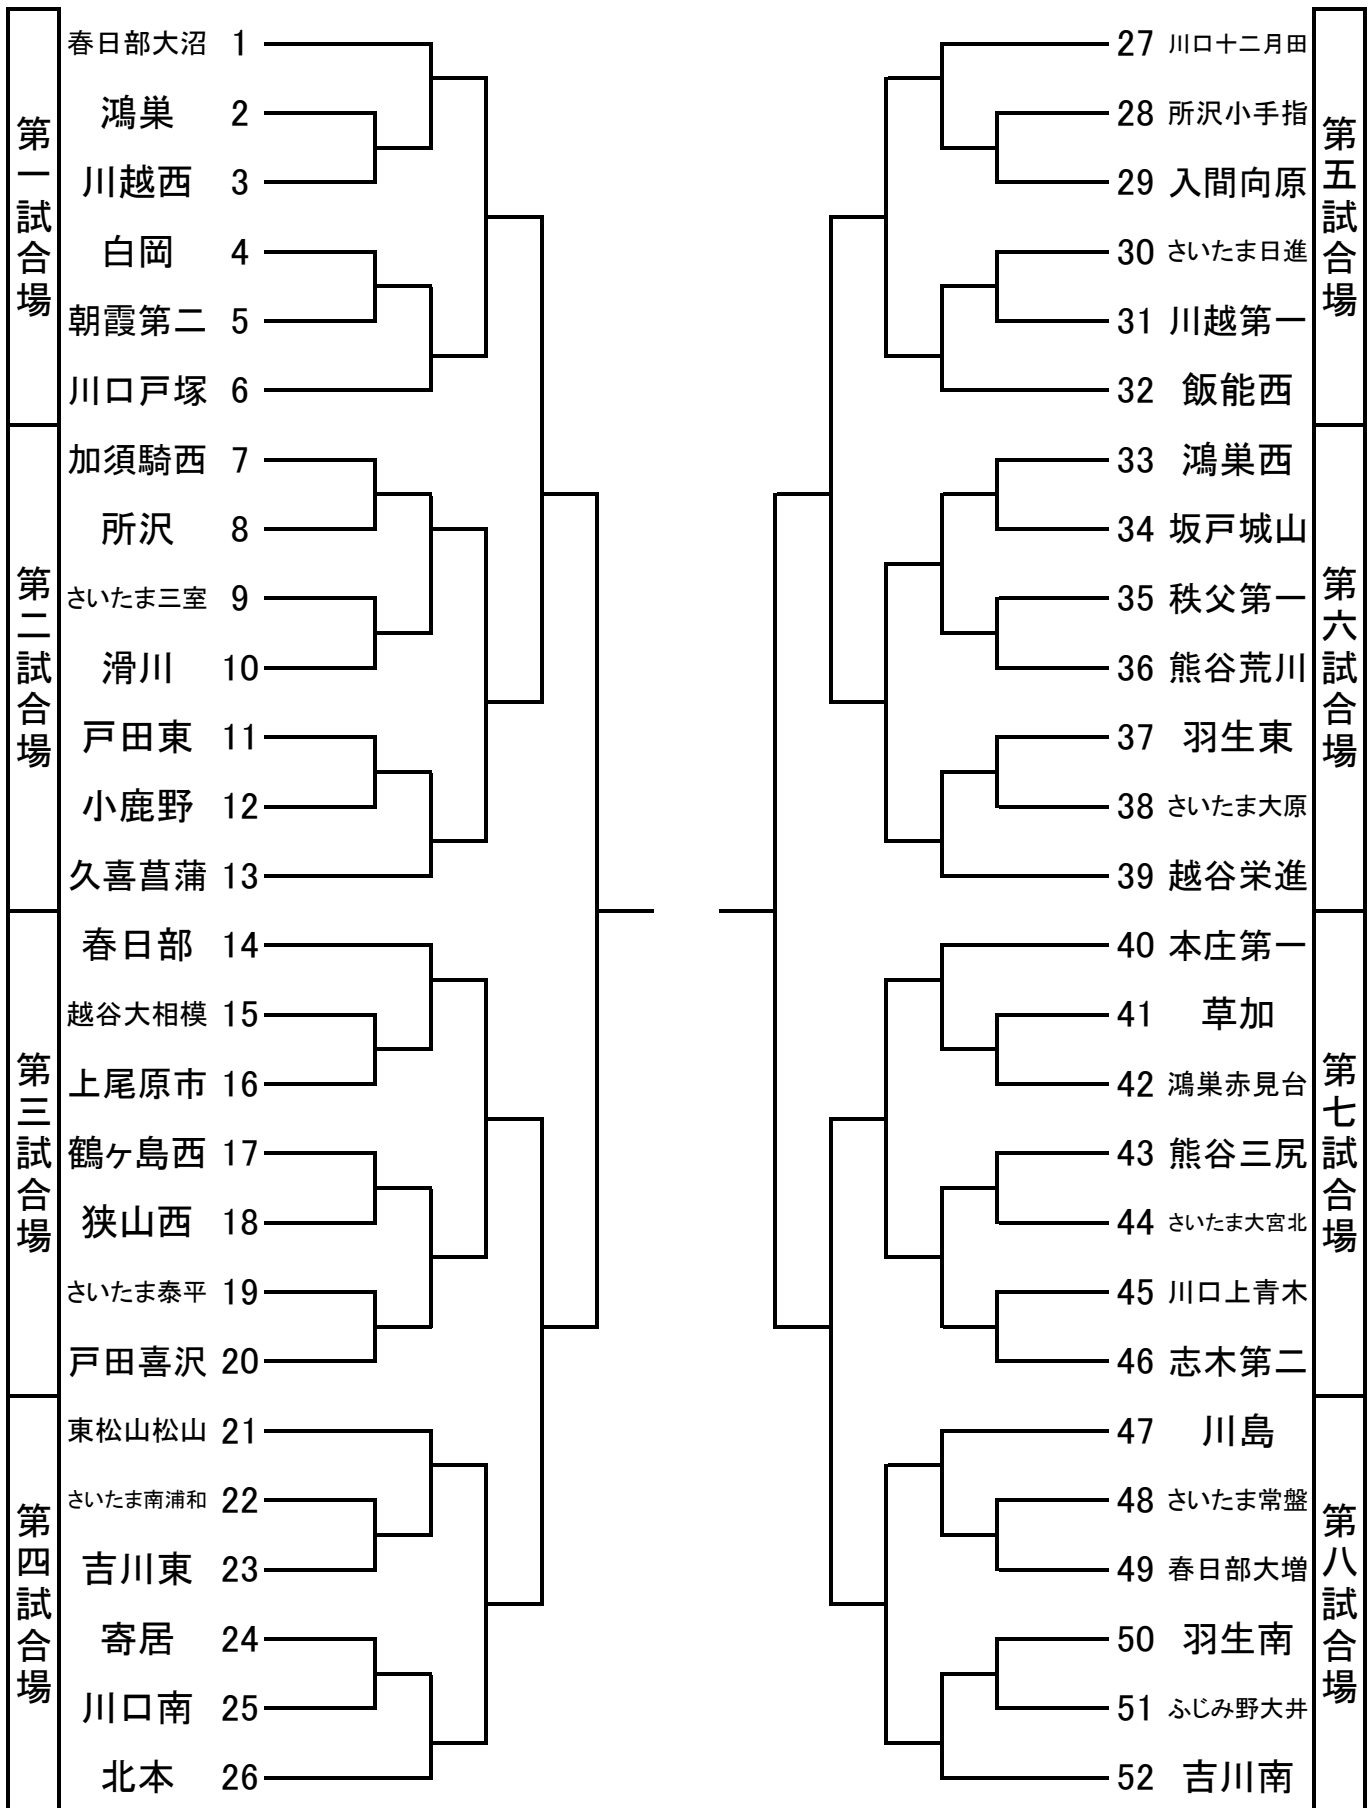 第一試合場
春日部大沼 1
鴻巣 2
川越西 3
白岡 4
朝霞第二 5
川口戸塚 6
第二試合場
加須騎西 7
所沢 8
さいたま三室 9
滑川 10
戸田東 11
小鹿野 12
久喜菖蒲 13
第三試合場
春日部 14
越谷大相模 15
上尾原市 16
鶴ヶ島西 17
狭山西 18
さいたま泰平 19
戸田喜沢 20
第四試合場
東松山松山 21
さいたま南浦和 22
吉川東 23
寄居 24
川口南 25
北本 26
第五試合場
27 川口十二月田
28 所沢小手指
29 入間向原
30 さいたま日進
31 川越第一
32 飯能西
第六試合場
33 鴻巣西
34 坂戸城山
35 秩父第一
36 熊谷荒川
37 羽生東
38 さいたま大原
39 越谷栄進
第七試合場
40 本庄第一
41 草加
42 鴻巣赤見台
43 熊谷三尻
44 さいたま大宮北
45 川口上青木
46 志木第二
第八試合場
47 川島
48 さいたま常盤
49 春日部大増
50 羽生南
51 ふじみ野大井
52 吉川南